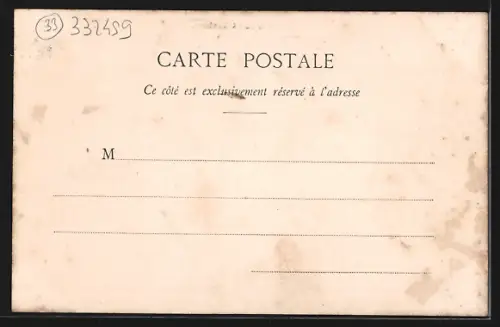 33 332459
CARTE POSTALE
Ce côté est exclusivement réservé à l'adresse
M